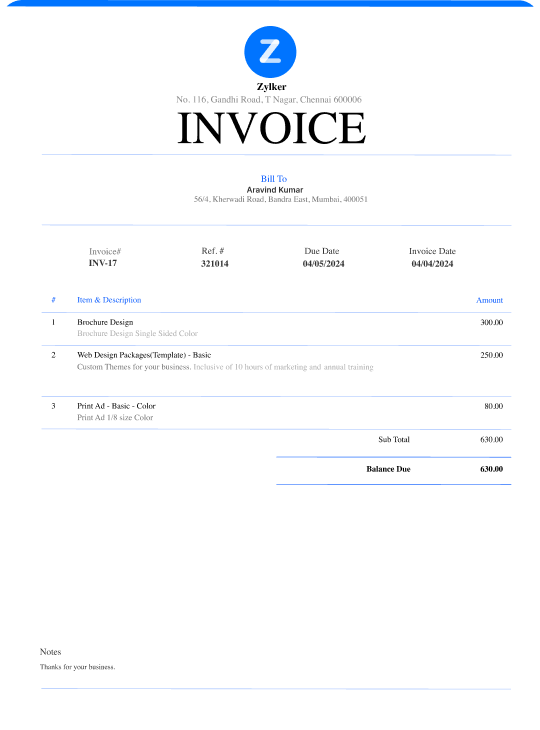 Z
Zylker
No. 116, Gandhi Road, T Nagar, Chennai 600006
INVOICE
Bill To
Aravind Kumar
56/4, Kherwadi Road, Bandra East, Mumbai, 400051
Invoice# Ref. # Due Date Invoice Date
INV-17 321014 04/05/2024 04/04/2024
# Item & Description Amount
1 Brochure Design 300.00
Brochure Design Single Sided Color
2 Web Design Packages(Template) - Basic 250.00
Custom Themes for your business. Inclusive of 10 hours of marketing and annual training
3 Print Ad - Basic - Color 80.00
Print Ad 1/8 size Color
Sub Total 630.00
Balance Due 630.00
Notes
Thanks for your business.